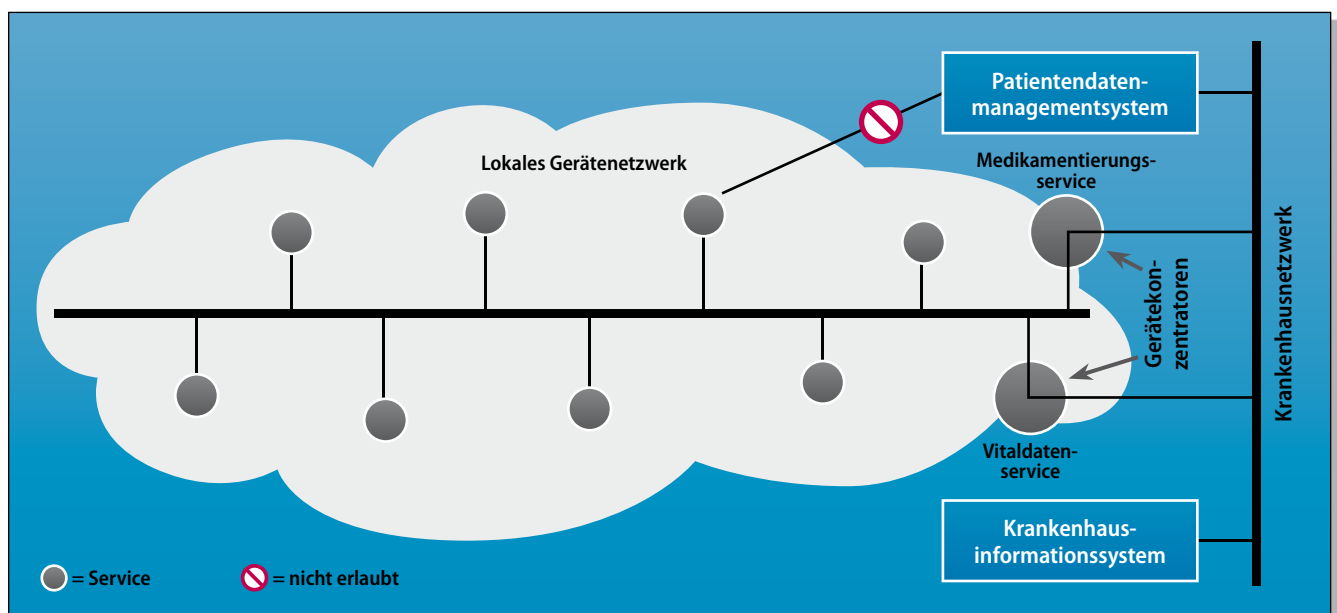 Patientendaten-
managementsystem
Lokales Gerätenetzwerk
Medikamentierungs-
service
Gerätekon-
zentratoren
Krankenhausnetzwerk
Vitaldaten-
service
Krankenhaus-
informationssystem
= Service
= nicht erlaubt